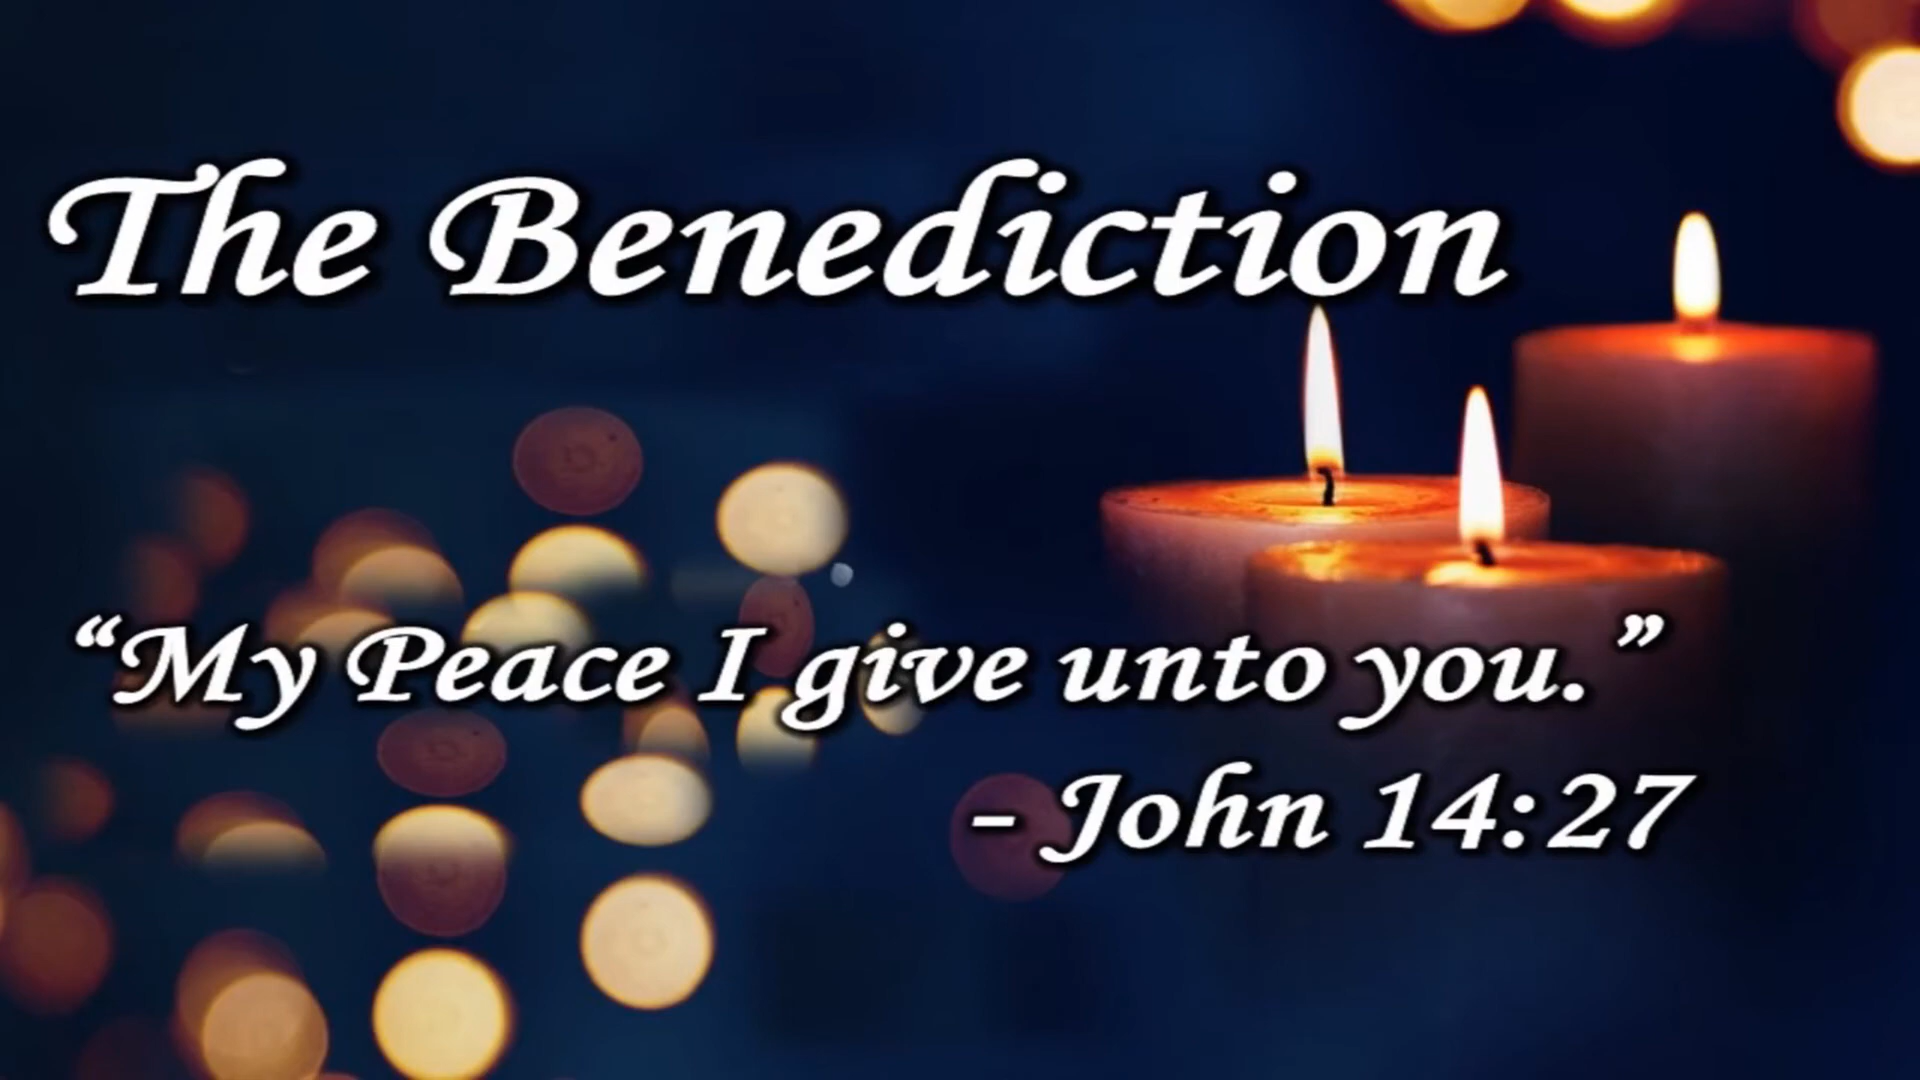 The Benediction
“My Peace I give unto you.”
- John 14:27